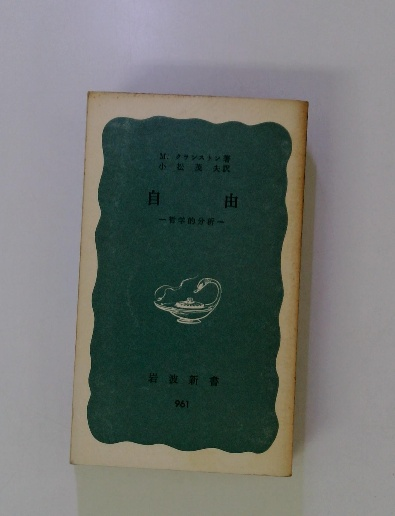 M. クランストン著
小松茂夫訳
自由
—哲学的分析—
岩波新書
961